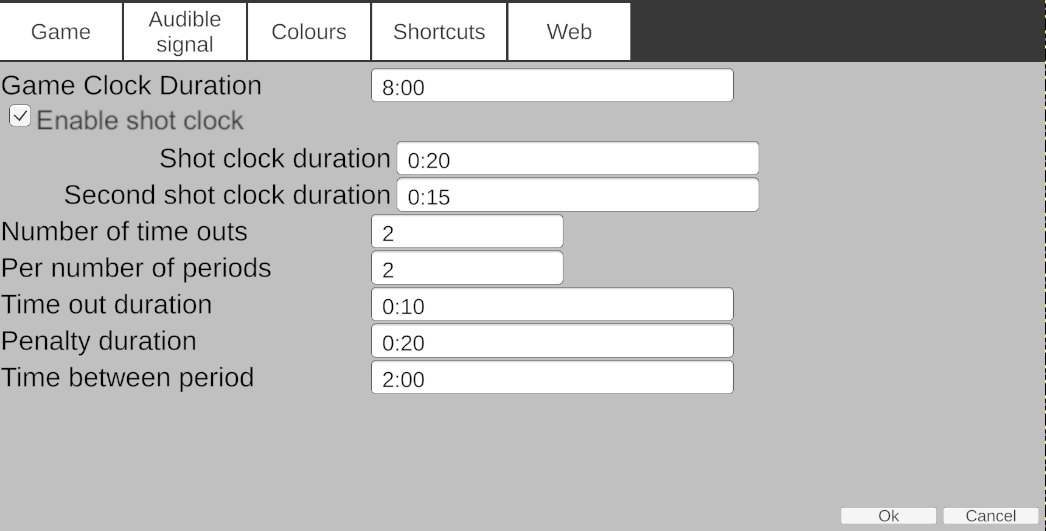 Game
Audible
signal
Colours
Shortcuts
Web
Game Clock Duration 8:00
Enable shot clock
Shot clock duration 0:20
Second shot clock duration 0:15
Number of time outs 2
Per number of periods 2
Time out duration 0:10
Penalty duration 0:20
Time between period 2:00
Ok Cancel